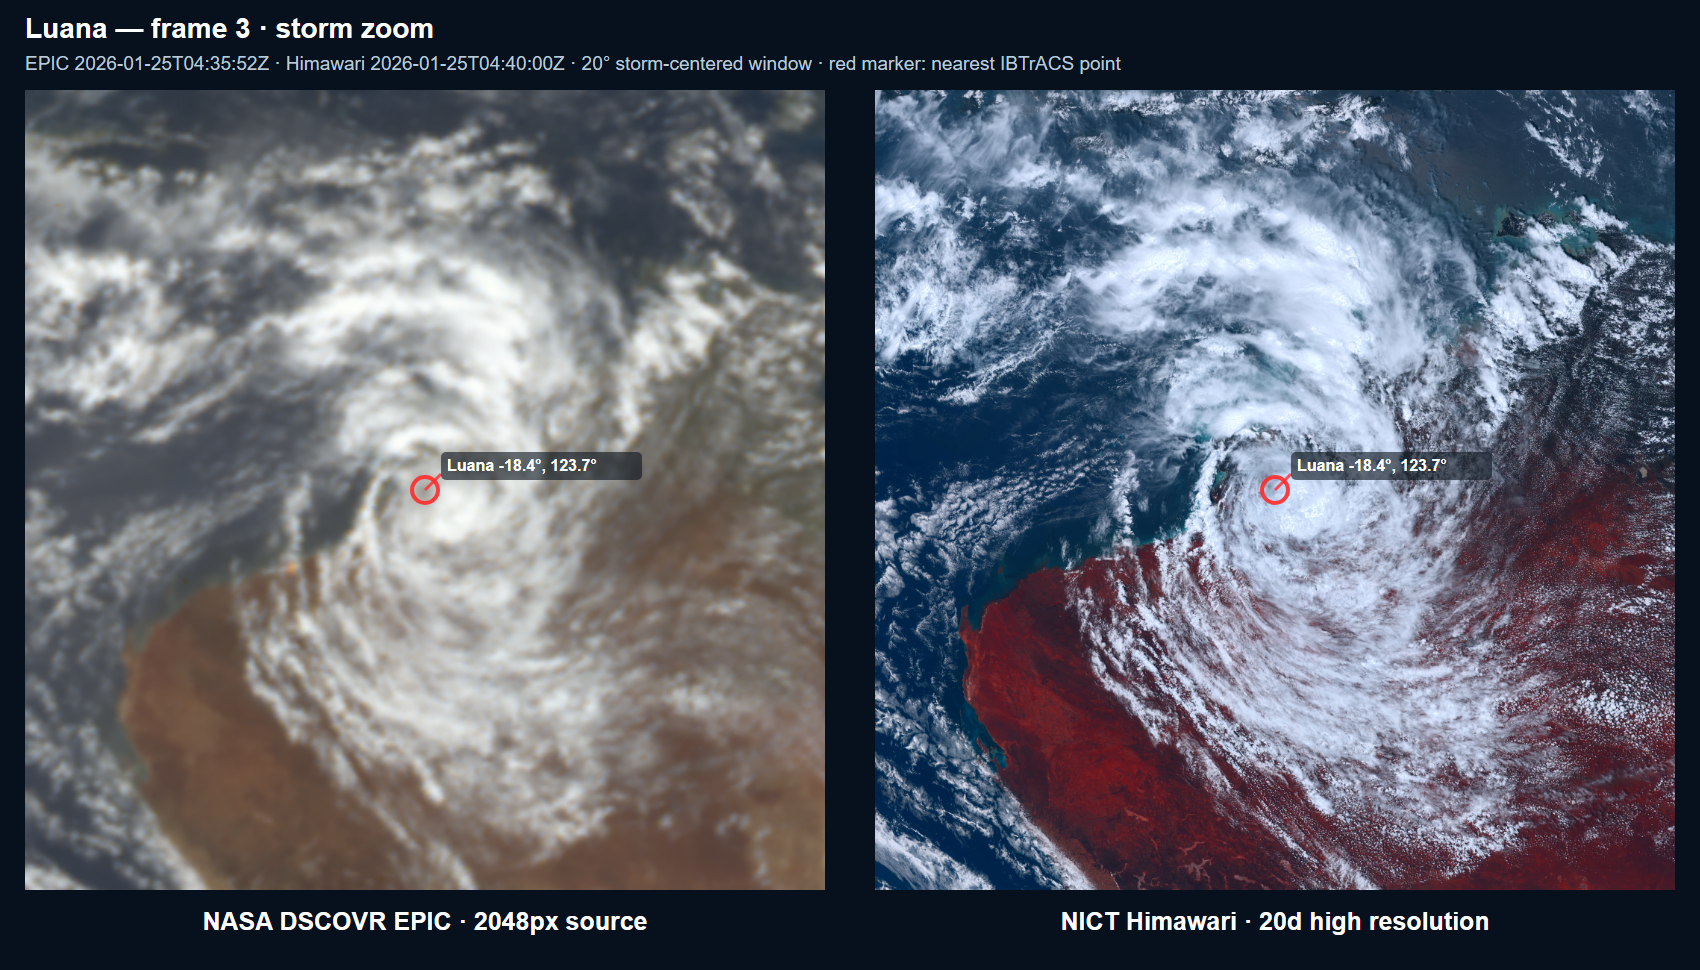 Luana — frame 3 · storm zoom
EPIC 2026-01-25T04:35:52Z · Himawari 2026-01-25T04:40:00Z · 20° storm-centered window · red marker: nearest IBTrACS point
Luana -18.4°, 123.7°
Luana -18.4°, 123.7°
NASA DSCOVR EPIC · 2048px source
NICT Himawari · 20d high resolution